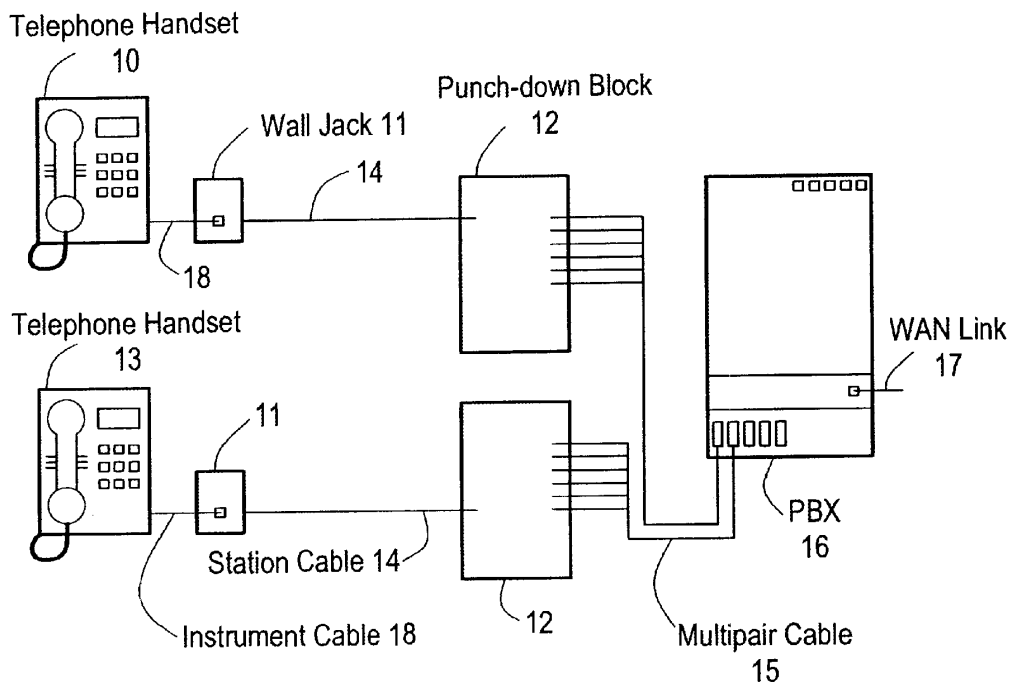 Telephone Handset
10
Punch-down Block
12
Wall Jack 11
14
18
Telephone Handset
13
WAN Link
17
11
PBX
16
Station Cable 14
12
Instrument Cable 18
Multipair Cable
15